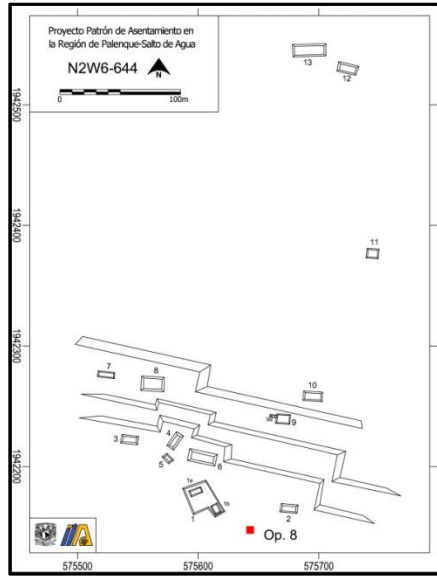 Proyecto Patrón de Asentamiento en
la Región de Palenque-Salto de Agua
N2W6-644
N
0 100m
13
12
1942500
11
1942400
1942300
7
8
10
9a
9
3
4
5
6
1942200
1a
1b
1
2
Op. 8
IIA
575500 575600 575700